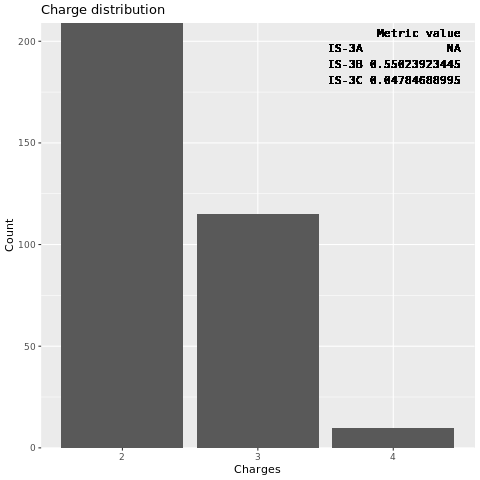 Charge distribution
Metric value
IS-3A NA
IS-3B 0.55023923445
IS-3C 0.04784688995
200
150
100
50
0
Count
2 3 4
Charges